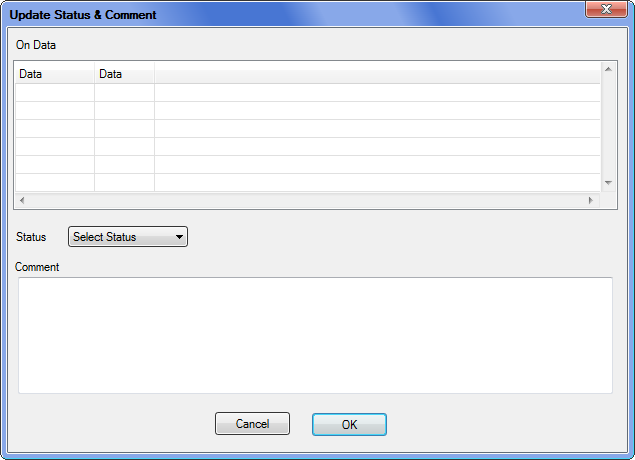 Update Status & Comment
On Data
Data Data
Status Select Status
Comment
Cancel OK